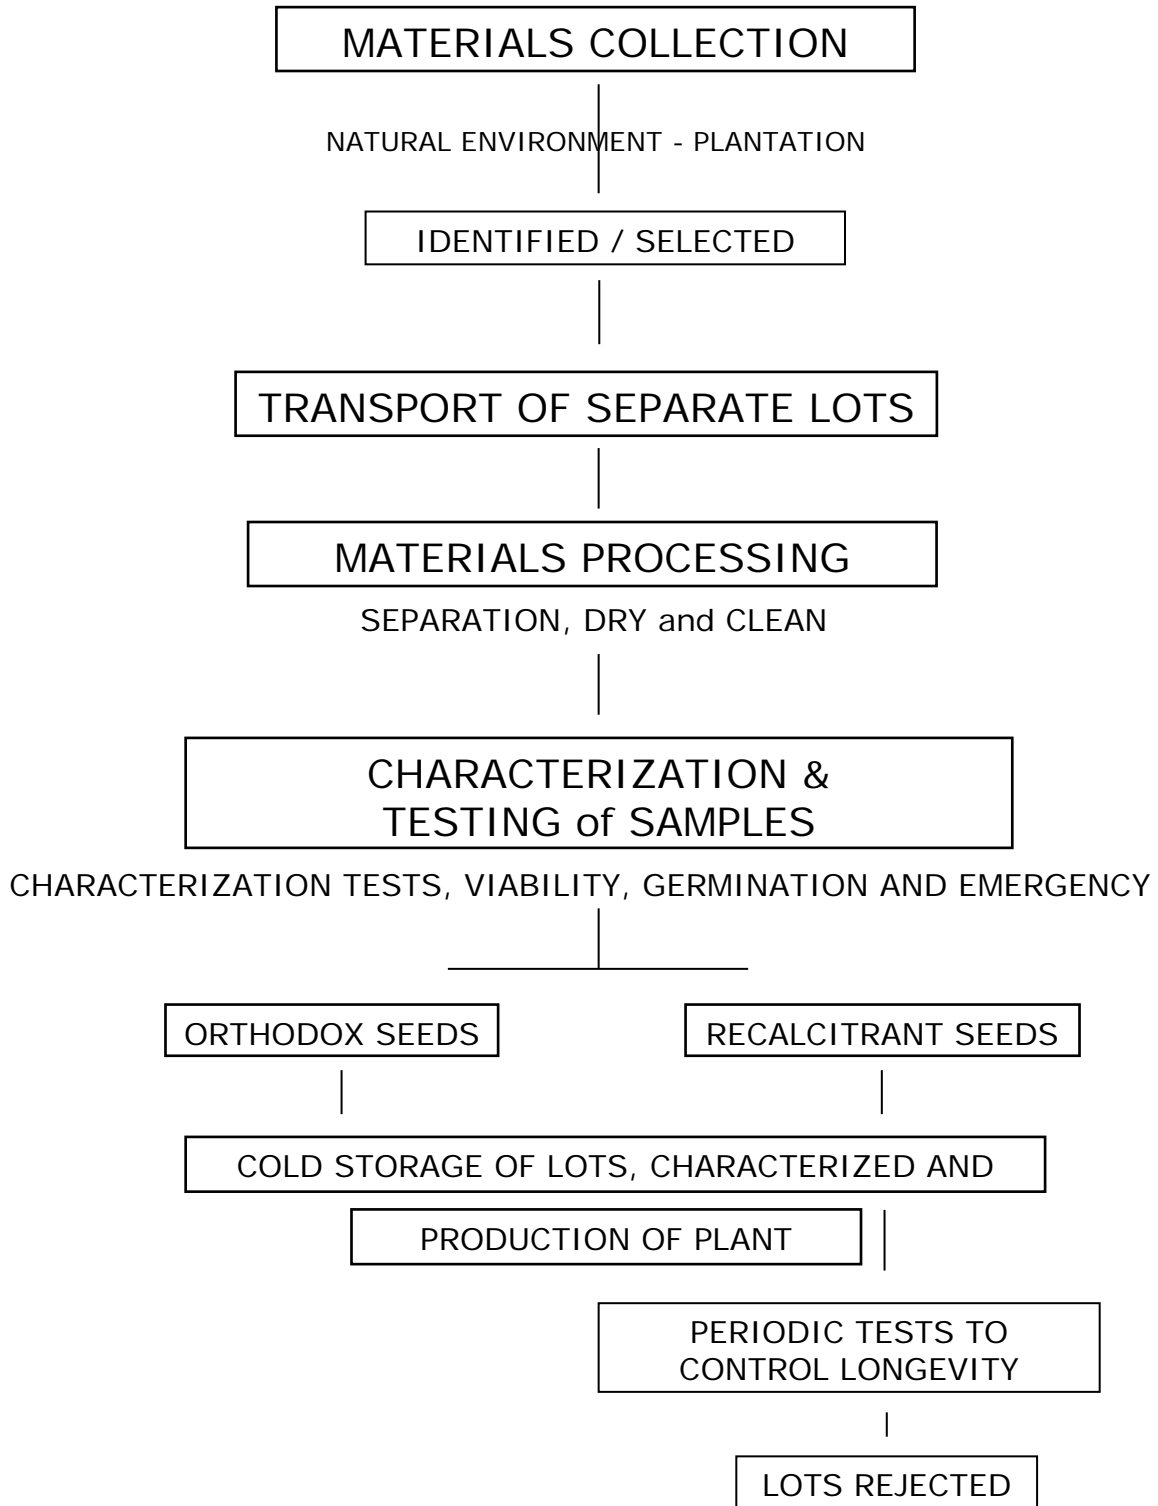 MATERIALS COLLECTION
NATURAL ENVIRONMENT - PLANTATION
IDENTIFIED / SELECTED
TRANSPORT OF SEPARATE LOTS
MATERIALS PROCESSING
SEPARATION, DRY and CLEAN
CHARACTERIZATION &
TESTING of SAMPLES
CHARACTERIZATION TESTS, VIABILITY, GERMINATION AND EMERGENCY
ORTHODOX SEEDS
RECALCITRANT SEEDS
COLD STORAGE OF LOTS, CHARACTERIZED AND
PRODUCTION OF PLANT
PERIODIC TESTS TO
CONTROL LONGEVITY
LOTS REJECTED